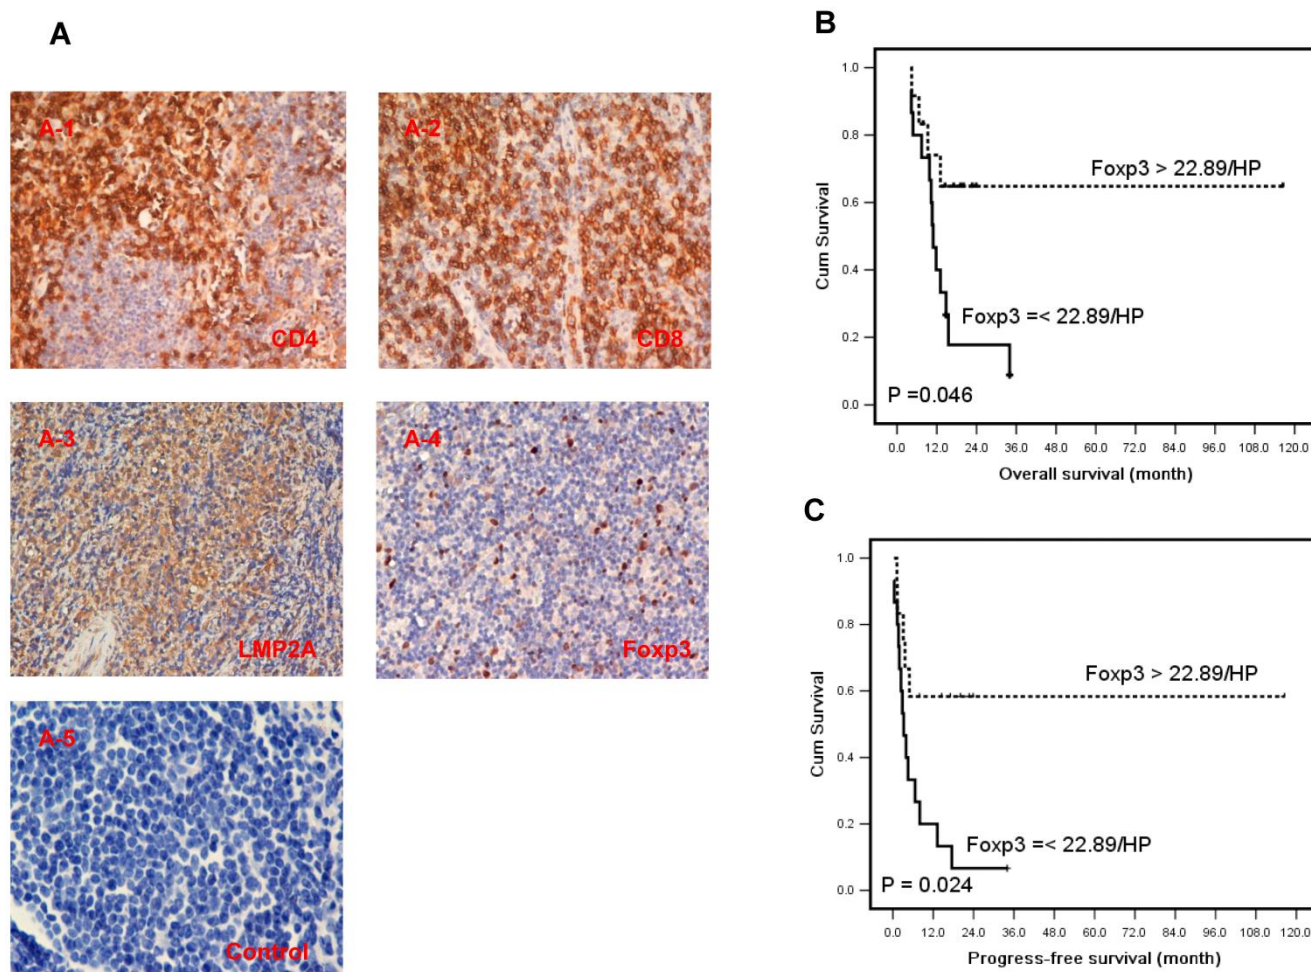 A
A-1
CD4
A-2
CD8
A-3
LMP2A
A-4
Foxp3
A-5
Control
B
Cum Survival
1.0
0.8
0.6
0.4
0.2
0.0
Foxp3 > 22.89/HP
Foxp3 =< 22.89/HP
P =0.046
0.0 12.0 24.0 36.0 48.0 60.0 72.0 84.0 96.0 108.0 120.0
Overall survival (month)
C
Cum Survival
1.0
0.8
0.6
0.4
0.2
0.0
Foxp3 > 22.89/HP
Foxp3 =< 22.89/HP
P = 0.024
0.0 12.0 24.0 36.0 48.0 60.0 72.0 84.0 96.0 108.0 120.0
Progress-free survival (month)